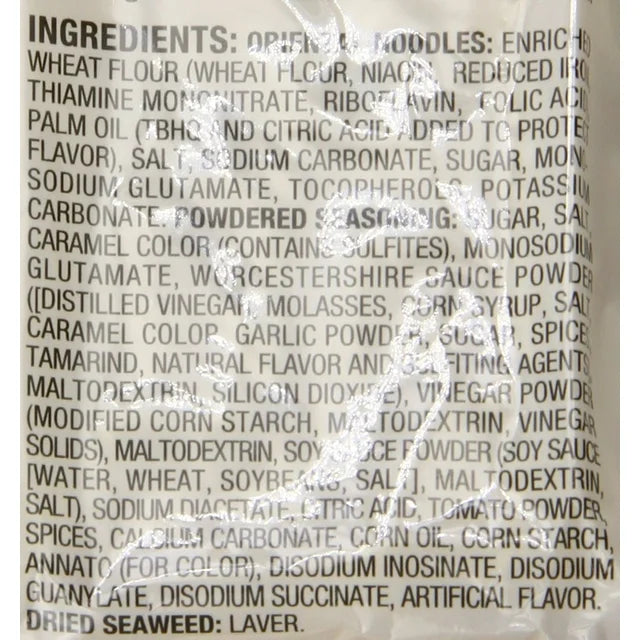 INGREDIENTS: ORIENTAL NOODLES: ENRICHED
WHEAT FLOUR (WHEAT FLOUR, NIACIN, REDUCED IRON,
THIAMINE MONONITRATE, RIBOFLAVIN, FOLIC ACID
PALM OIL (TBHQ AND CITRIC ACID ADDED TO PROTECT
FLAVOR), SALT, SODIUM CARBONATE, SUGAR, MONO
SODIUM GLUTAMATE, TOCOPHEROLS, POTASSIUM
CARBONATE. POWDERED SEASONING: SUGAR, SALT,
CARAMEL COLOR (CONTAINS SULFITES), MONOSODIUM
GLUTAMATE, WORCESTERSHIRE SAUCE POWDER
([DISTILLED VINEGAR, MOLASSES, CORN SYRUP, SALT,
CARAMEL COLOR, GARLIC POWDER, SUGAR, SPICES,
TAMARIND, NATURAL FLAVOR AND SULFITING AGENTS],
MALTODEXTRIN, SILICON DIOXIDE), VINEGAR POWDER
(MODIFIED CORN STARCH, MALTODEXTRIN, VINEGAR
SOLIDS), MALTODEXTRIN, SOY SAUCE POWDER (SOY SAUCE
[WATER, WHEAT, SOYBEANS, SALT], MALTODEXTRIN,
SALT), SODIUM DIACETATE, CITRIC ACID, TOMATO POWDER,
SPICES, CALCIUM CARBONATE, CORN OIL, CORN STARCH,
ANNATO (FOR COLOR), DISODIUM INOSINATE, DISODIUM
GUANYLATE, DISODIUM SUCCINATE, ARTIFICIAL FLAVOR.
DRIED SEAWEED: LAVER.